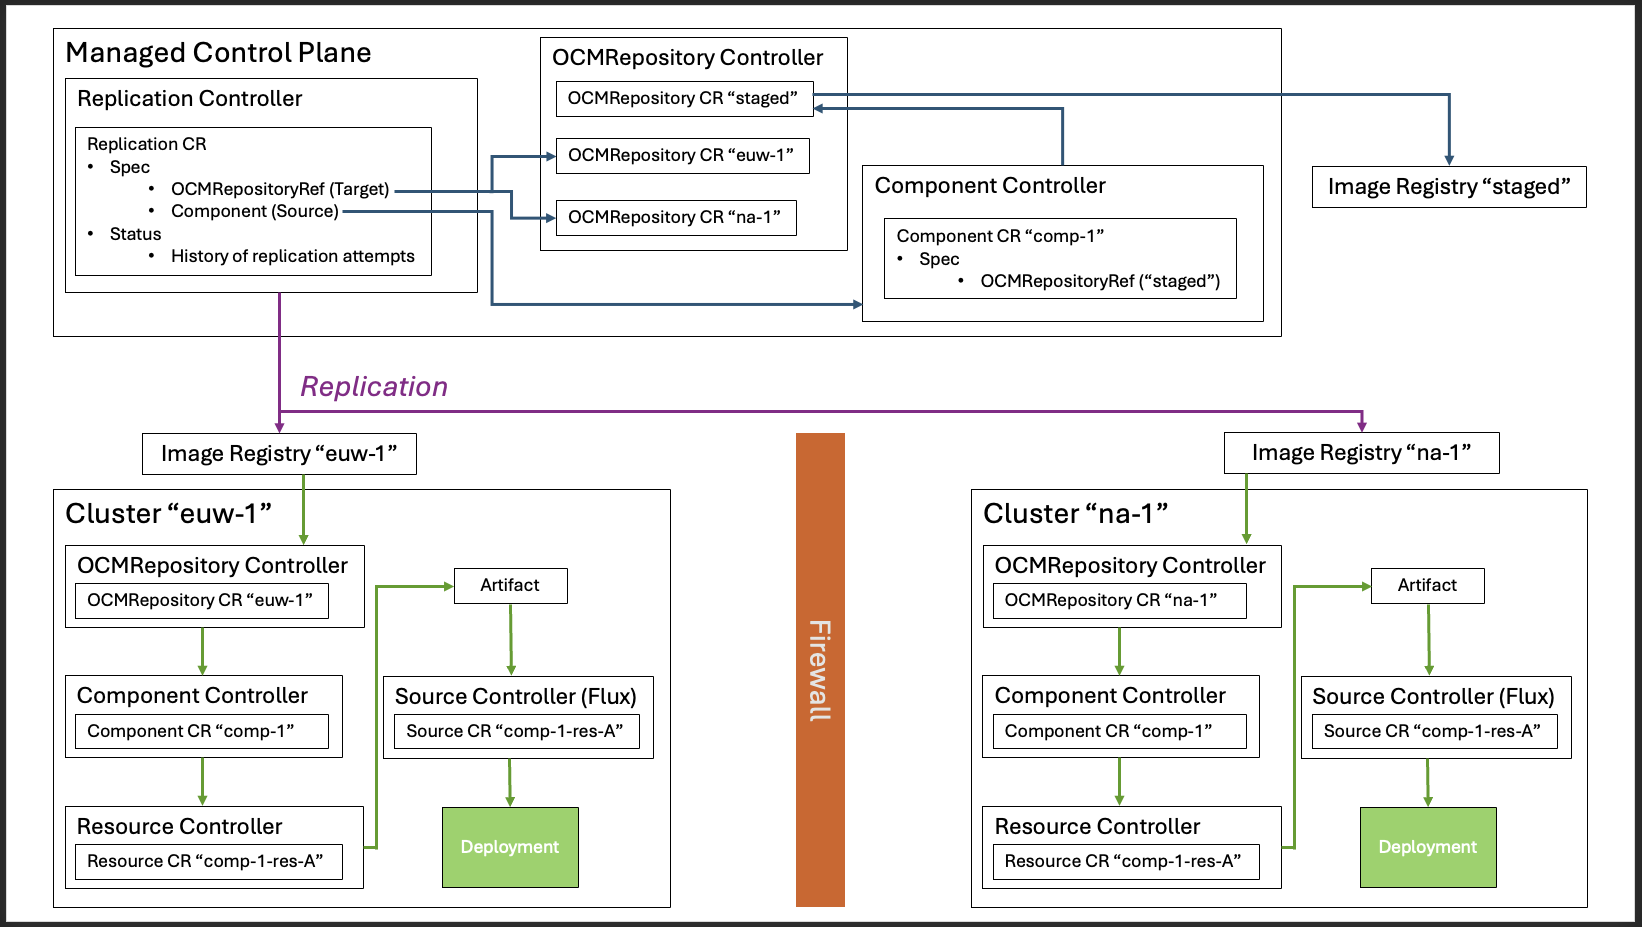 Managed Control Plane
Replication Controller
Replication CR
• Spec
• OCMRepositoryRef (Target)
• Component (Source)
• Status
• History of replication attempts
OCMRepository Controller
OCMRepository CR “staged”
OCMRepository CR “euw-1”
OCMRepository CR “na-1”
Component Controller
Component CR “comp-1”
• Spec
• OCMRepositoryRef (“staged”)
Image Registry “staged”
Replication
Image Registry “euw-1”
Image Registry “na-1”
Cluster “euw-1”
OCMRepository Controller
OCMRepository CR “euw-1”
Component Controller
Component CR “comp-1”
Resource Controller
Resource CR “comp-1-res-A”
Artifact
Source Controller (Flux)
Source CR “comp-1-res-A”
Deployment
Firewall
Cluster “na-1”
OCMRepository Controller
OCMRepository CR “na-1”
Component Controller
Component CR “comp-1”
Resource Controller
Resource CR “comp-1-res-A”
Artifact
Source Controller (Flux)
Source CR “comp-1-res-A”
Deployment